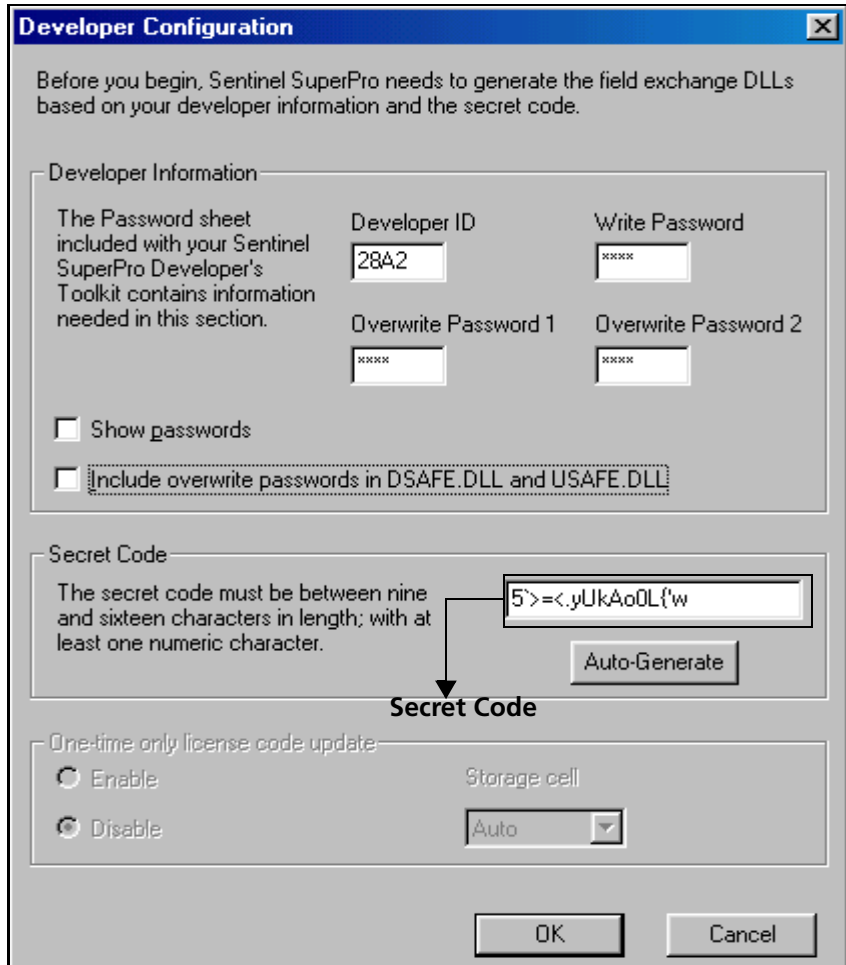 Developer Configuration
Before you begin, Sentinel SuperPro needs to generate the field exchange DLLs
based on your developer information and the secret code.
Developer Information
The Password sheet
included with your Sentinel
SuperPro Developer's
Toolkit contains information
needed in this section.
Developer ID
28A2
Write Password
****
Overwrite Password 1
****
Overwrite Password 2
****
Show passwords
Include overwrite passwords in DSAFE.DLL and USAFE.DLL
Secret Code
The secret code must be between nine
and sixteen characters in length; with at
least one numeric character.
5`>=<.yUkAo0L{'w
Auto-Generate
Secret Code
One-time only license code update
Enable
Disable
Storage cell
Auto
OK
Cancel